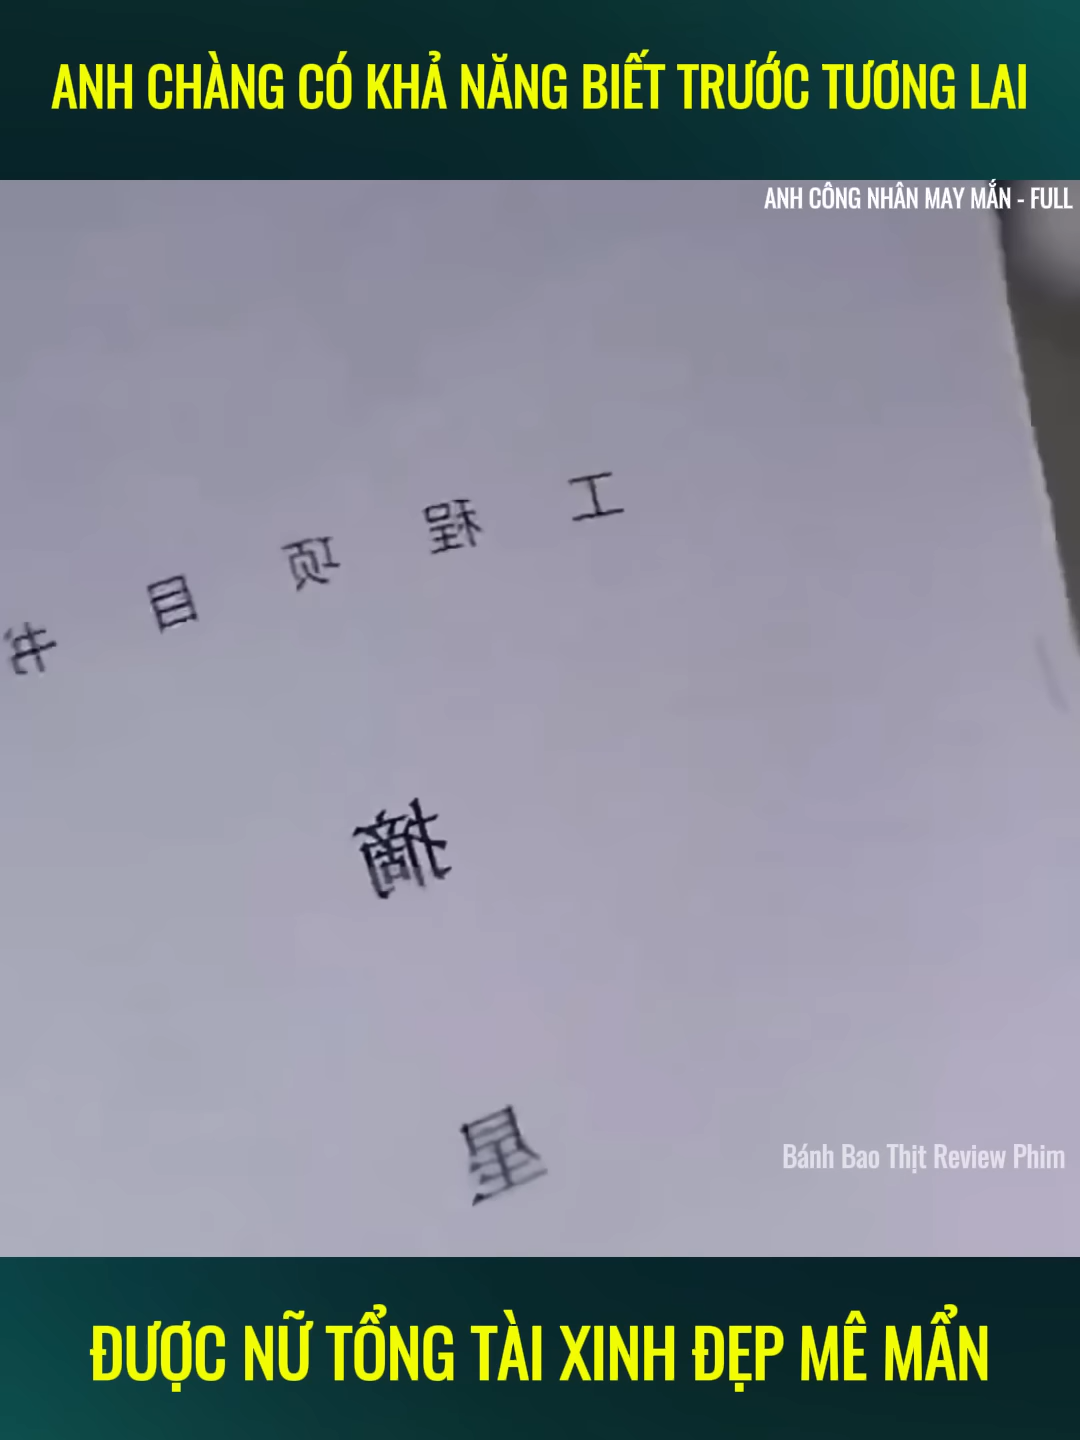 ANH CHÀNG CÓ KHẢ NĂNG BIẾT TRƯỚC TƯƠNG LAI
ANH CÔNG NHÂN MAY MẮN - FULL
工程项目书
摘
星
Bánh Bao Thịt Review Phim
ĐƯỢC NỮ TỔNG TÀI XINH ĐẸP MÊ MẨN